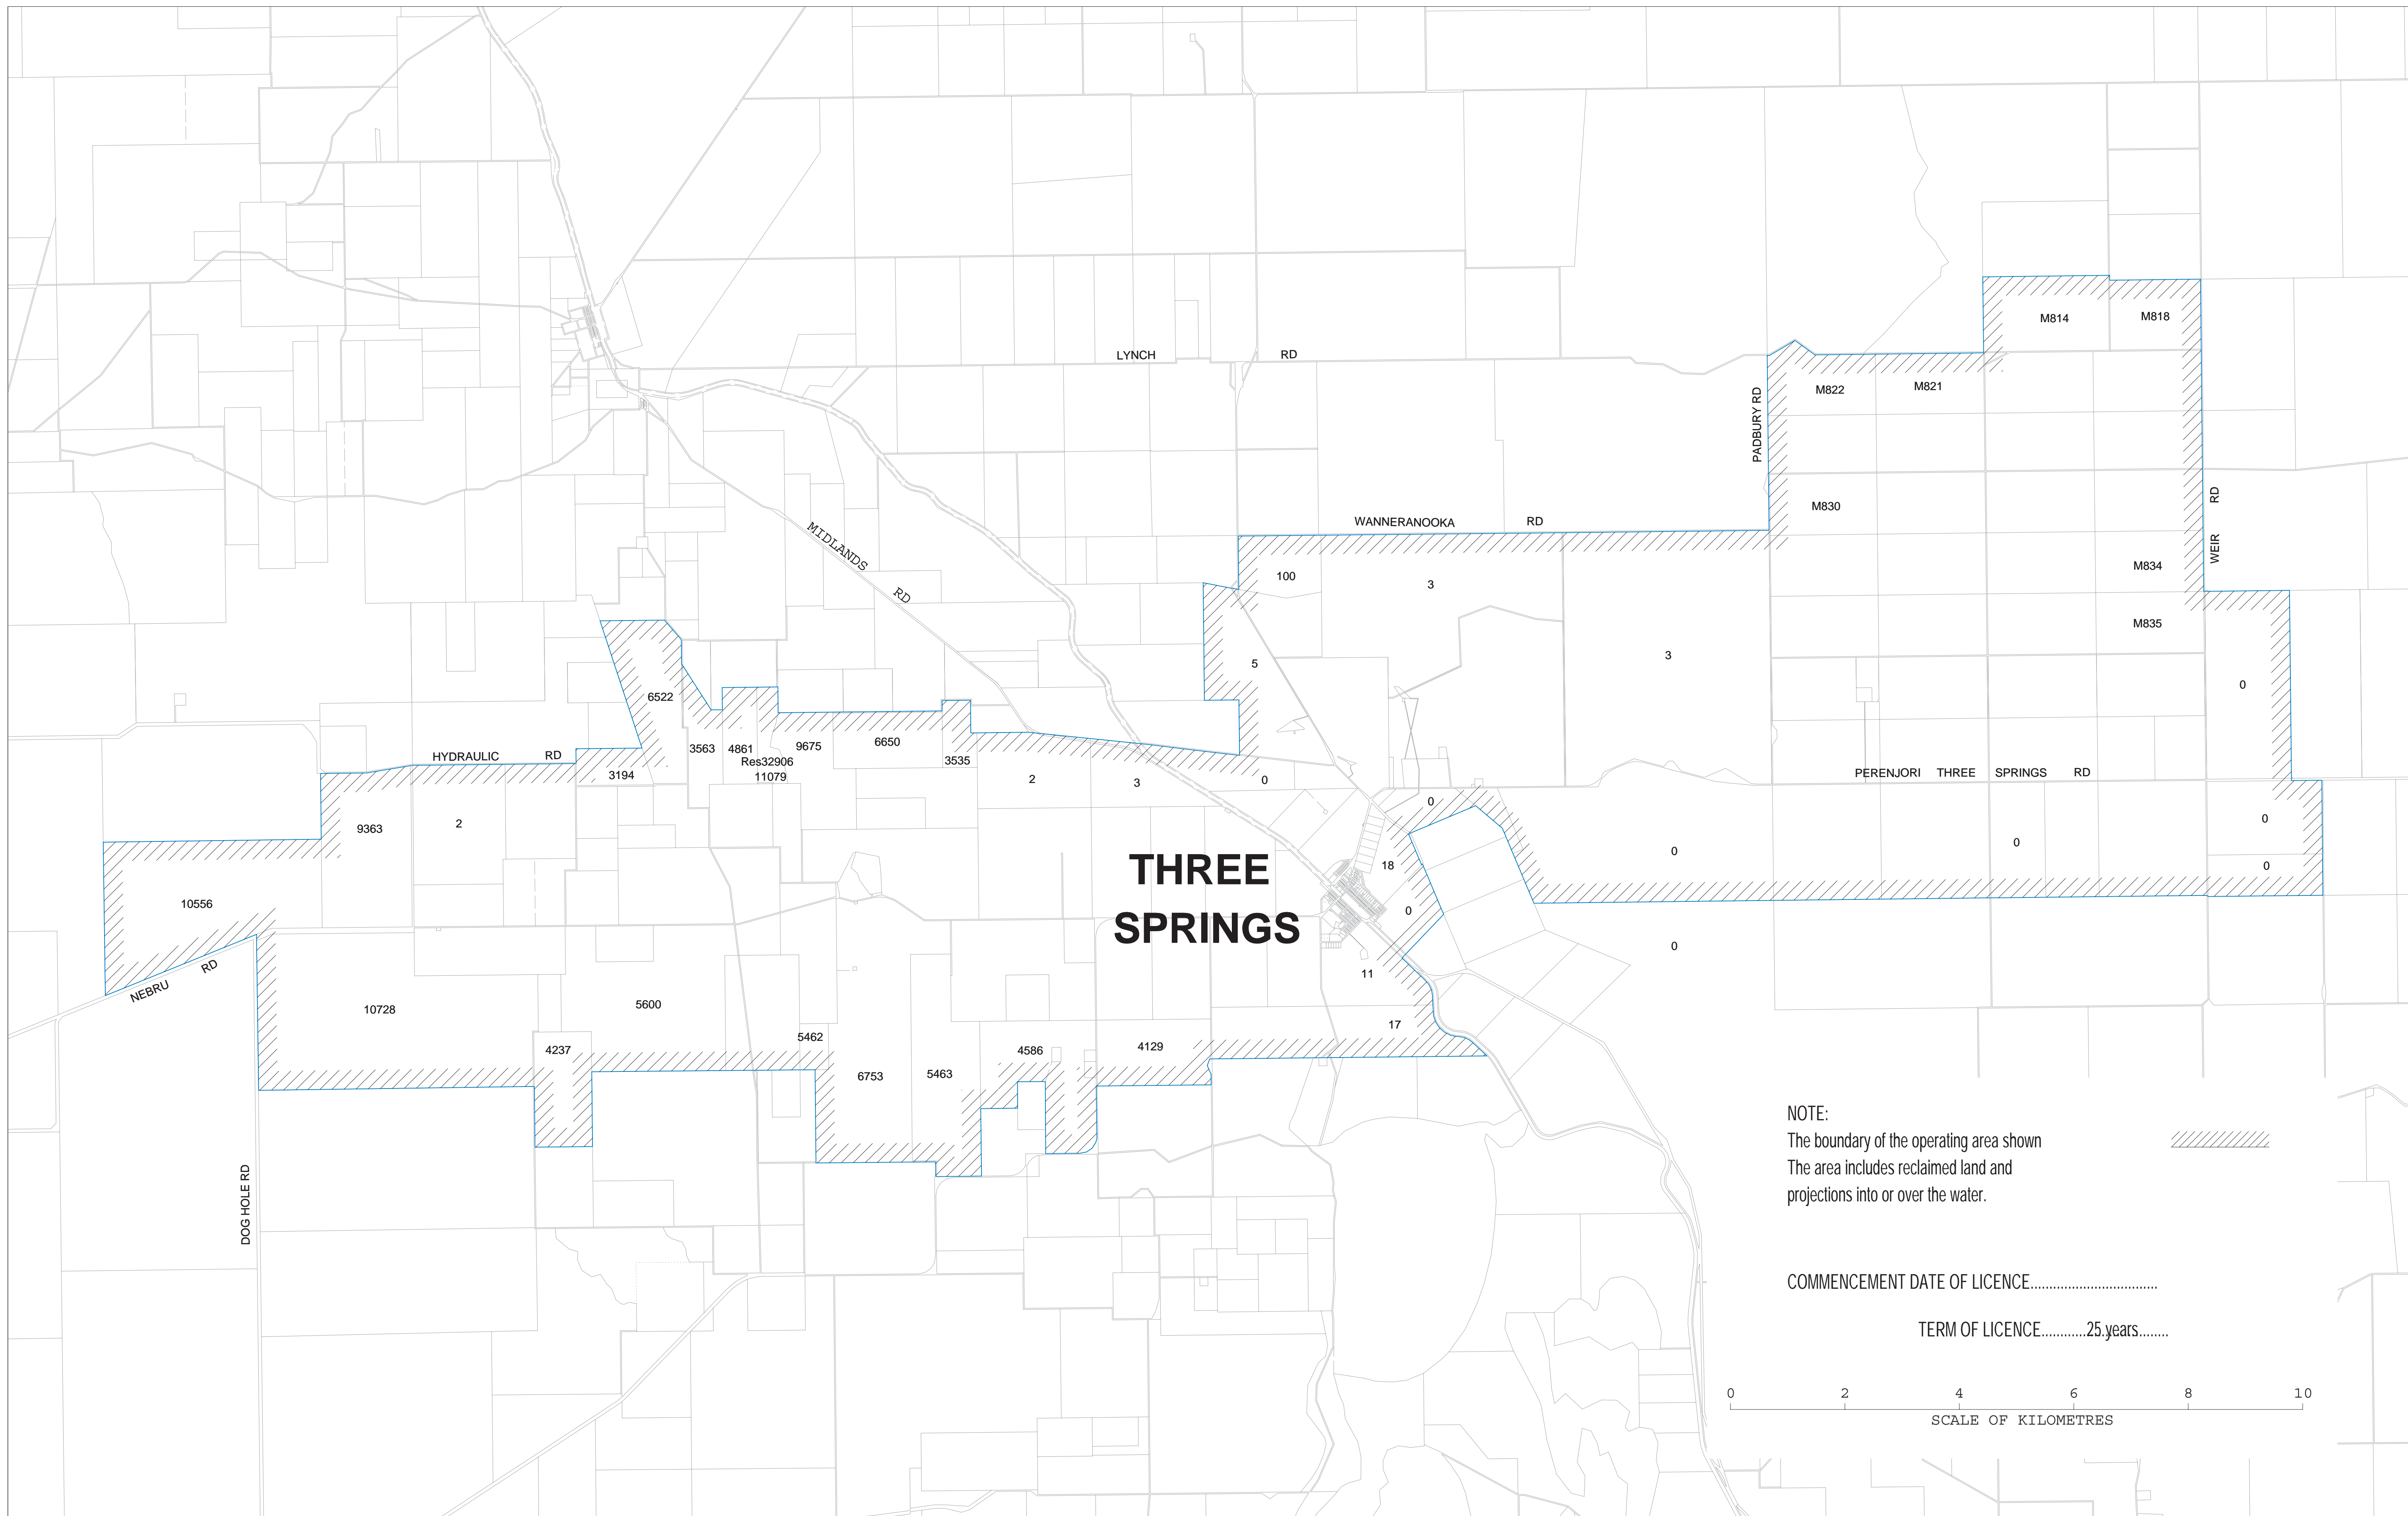 M814
M818
LYNCH RD
M822
M821
PADBURY RD
WEIR RD
M830
WANNERANOOKA RD
MIDLANDS RD
M834
100
3
M835
5
3
6522
0
3563
4861
9675
6650
HYDRAULIC RD
Res32906
3535
3194
11079
2
3
0
PERENJORI THREE SPRINGS RD
0
9363
2
0
THREE
SPRINGS
18
0
0
0
10556
0
0
NEBRU RD
11
10728
5600
17
5462
4237
4586
4129
6753
5463
DOG HOLE RD
NOTE:
The boundary of the operating area shown
The area includes reclaimed land and
projections into or over the water.
COMMENCEMENT DATE OF LICENCE.................................
TERM OF LICENCE............25.years........
0 2 4 6 8 10
SCALE OF KILOMETRES